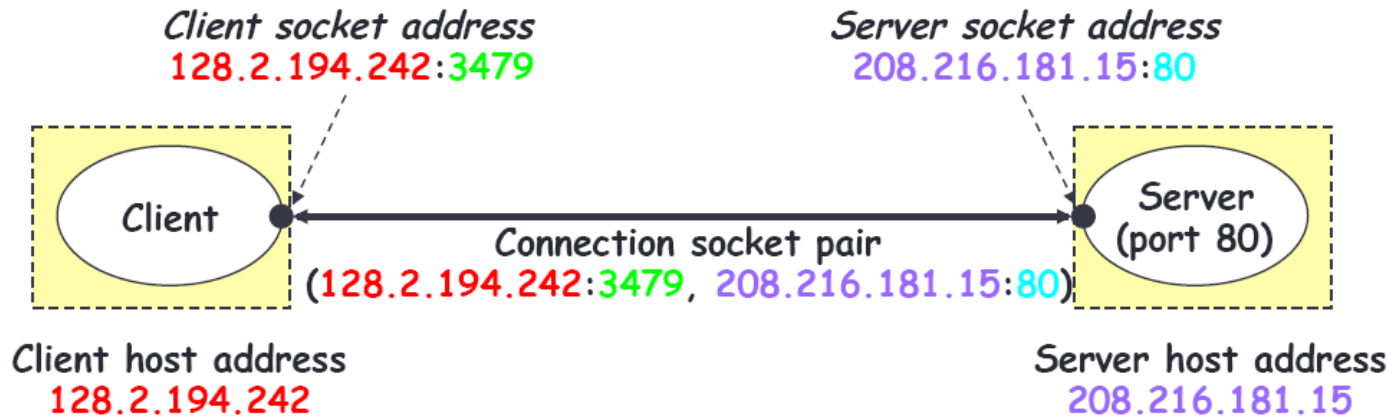 Client socket address
128.2.194.242:3479
Server socket address
208.216.181.15:80
Client
Server
(port 80)
Connection socket pair
(128.2.194.242:3479, 208.216.181.15:80)
Client host address
128.2.194.242
Server host address
208.216.181.15